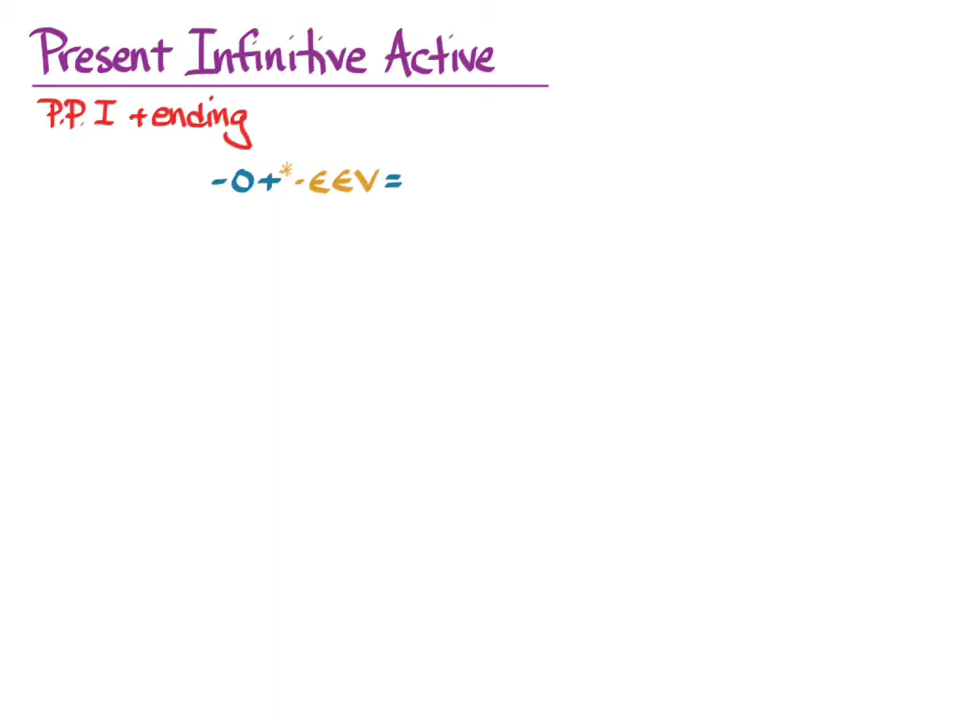 Present Infinitive Active
P.P. I + ending
-ο + *-εεν =